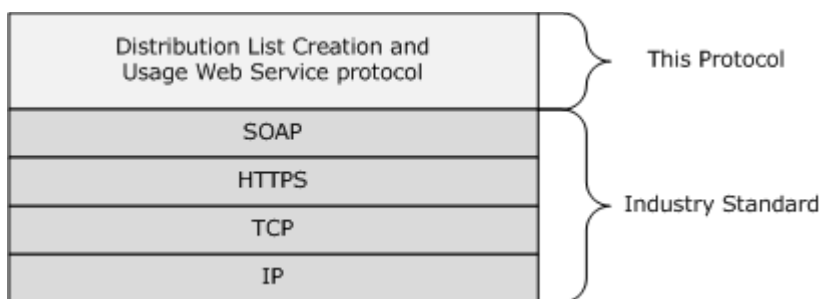 Distribution List Creation and
Usage Web Service protocol
This Protocol
SOAP
HTTPS
TCP
IP
Industry Standard